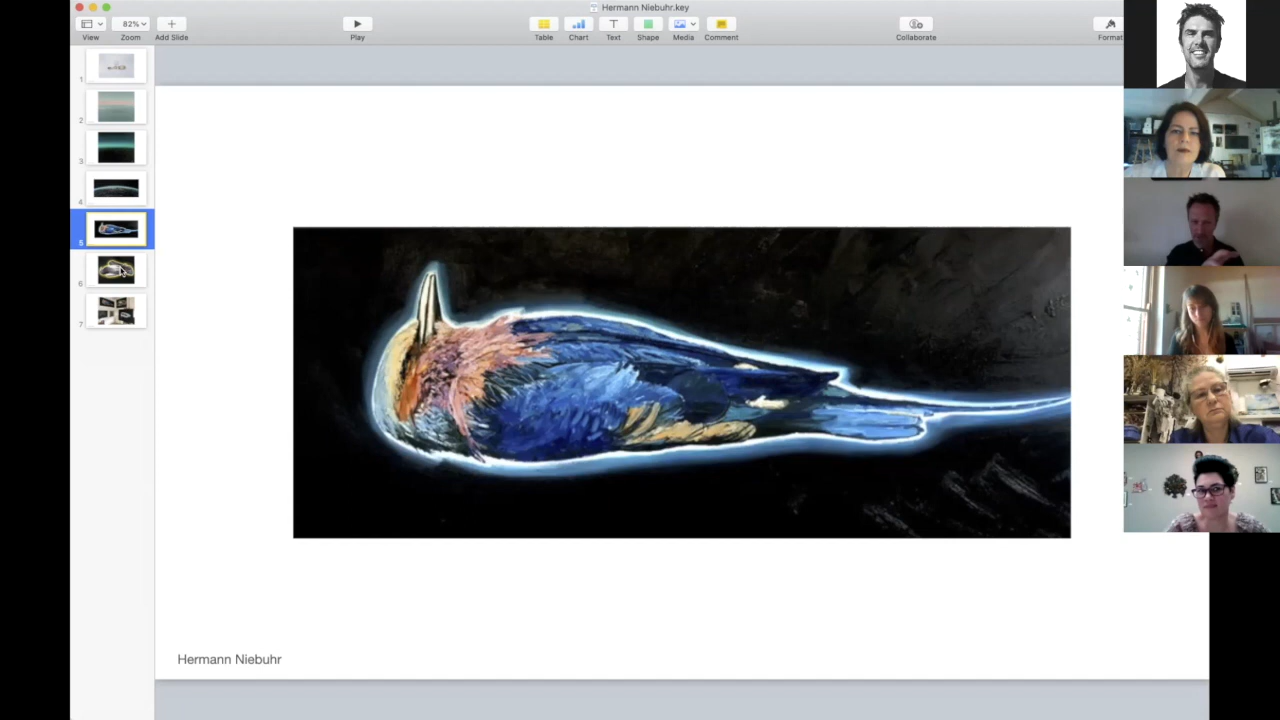 Hermann Niebuhr.key
82%
View
Zoom
Add Slide
Play
Table
Chart
Text
Shape
Media
Comment
Collaborate
Format
1
2
3
4
5
6
7
Hermann Niebuhr